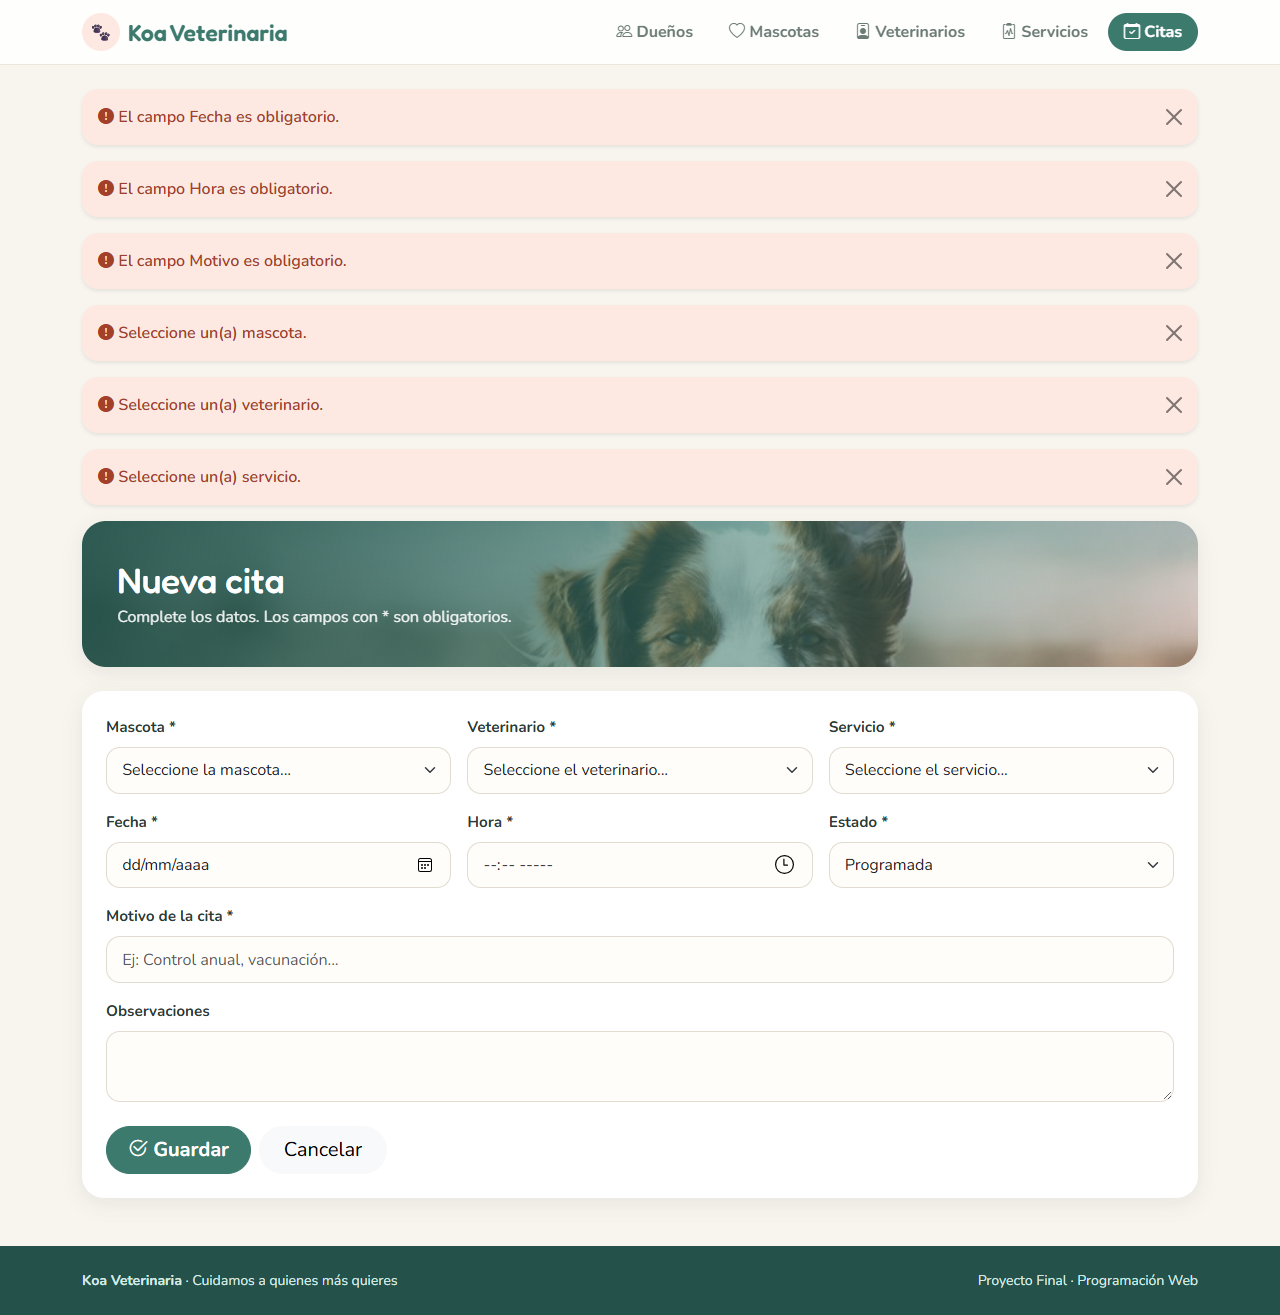 Koa Veterinaria
Dueños Mascotas Veterinarios Servicios Citas
El campo Fecha es obligatorio.
El campo Hora es obligatorio.
El campo Motivo es obligatorio.
Seleccione un(a) mascota.
Seleccione un(a) veterinario.
Seleccione un(a) servicio.
Nueva cita
Complete los datos. Los campos con * son obligatorios.
Mascota * Veterinario * Servicio *
Seleccione la mascota... Seleccione el veterinario... Seleccione el servicio...
Fecha * Hora * Estado *
dd/mm/aaaa --:-- ----- Programada
Motivo de la cita *
Ej: Control anual, vacunación...
Observaciones
Guardar Cancelar
Koa Veterinaria · Cuidamos a quienes más quieres Proyecto Final · Programación Web